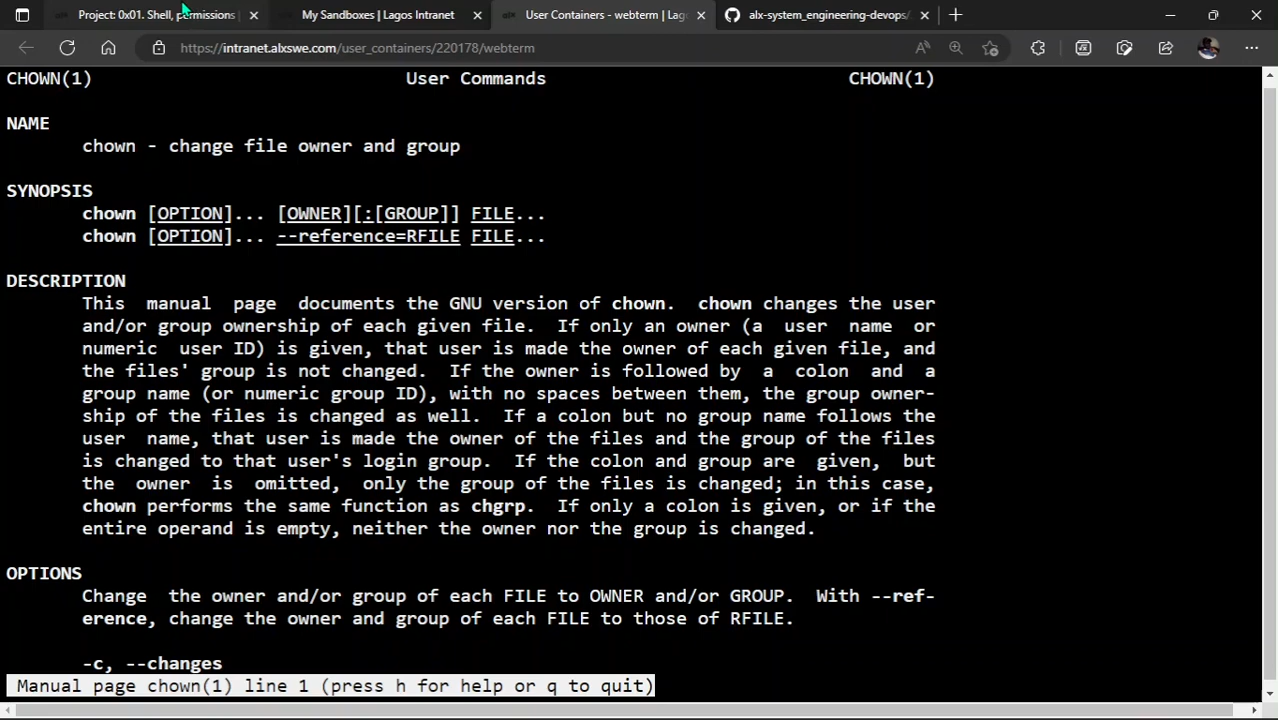 Project: 0x01. Shell, permissions |
My Sandboxes | Lagos Intranet
User Containers - webterm | Lag
alx-system_engineering-devops/
https://intranet.alxswe.com/user_containers/220178/webterm
CHOWN(1) User Commands CHOWN(1)
NAME
chown - change file owner and group
SYNOPSIS
chown [OPTION]... [OWNER][:[GROUP]] FILE...
chown [OPTION]... --reference=RFILE FILE...
DESCRIPTION
This manual page documents the GNU version of chown. chown changes the user
and/or group ownership of each given file. If only an owner (a user name or
numeric user ID) is given, that user is made the owner of each given file, and
the files' group is not changed. If the owner is followed by a colon and a
group name (or numeric group ID), with no spaces between them, the group owner-
ship of the files is changed as well. If a colon but no group name follows the
user name, that user is made the owner of the files and the group of the files
is changed to that user's login group. If the colon and group are given, but
the owner is omitted, only the group of the files is changed; in this case,
chown performs the same function as chgrp. If only a colon is given, or if the
entire operand is empty, neither the owner nor the group is changed.
OPTIONS
Change the owner and/or group of each FILE to OWNER and/or GROUP. With --ref-
erence, change the owner and group of each FILE to those of RFILE.
-c, --changes
Manual page chown(1) line 1 (press h for help or q to quit)